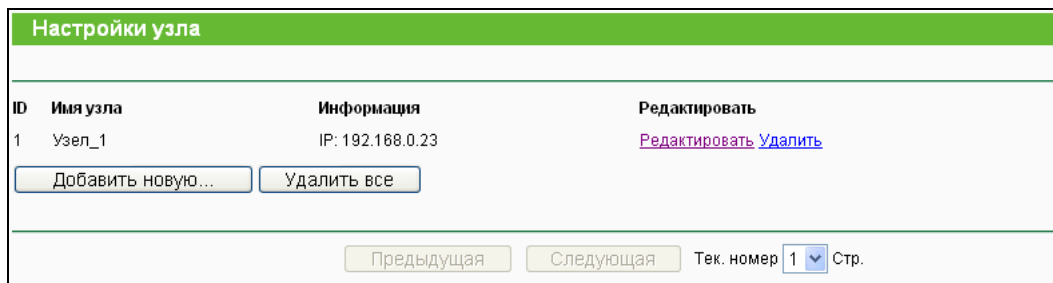 Настройки узла
ID Имя узла Информация Редактировать
1 Узел_1 IP: 192.168.0.23 Редактировать Удалить
Добавить новую... Удалить все
Предыдущая Следующая Тек. номер 1 Стр.